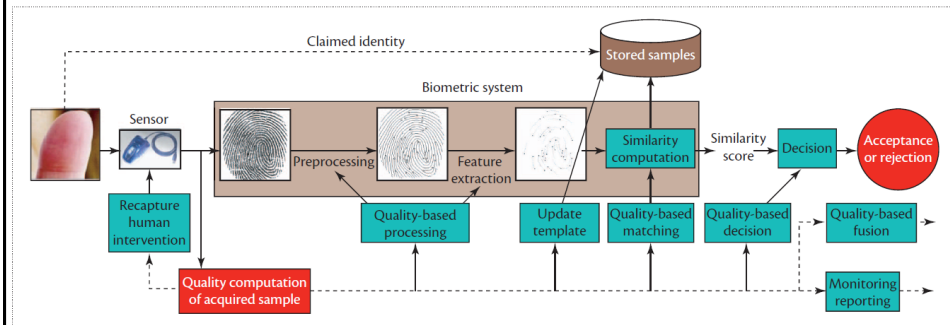 Claimed identity
Stored samples
Biometric system
Sensor
Preprocessing
Feature
extraction
Similarity
computation
Similarity
score
Decision
Acceptance
or rejection
Recapture
human
intervention
Quality-based
processing
Update
template
Quality-based
matching
Quality-based
decision
Quality-based
fusion
Quality computation
of acquired sample
Monitoring
reporting